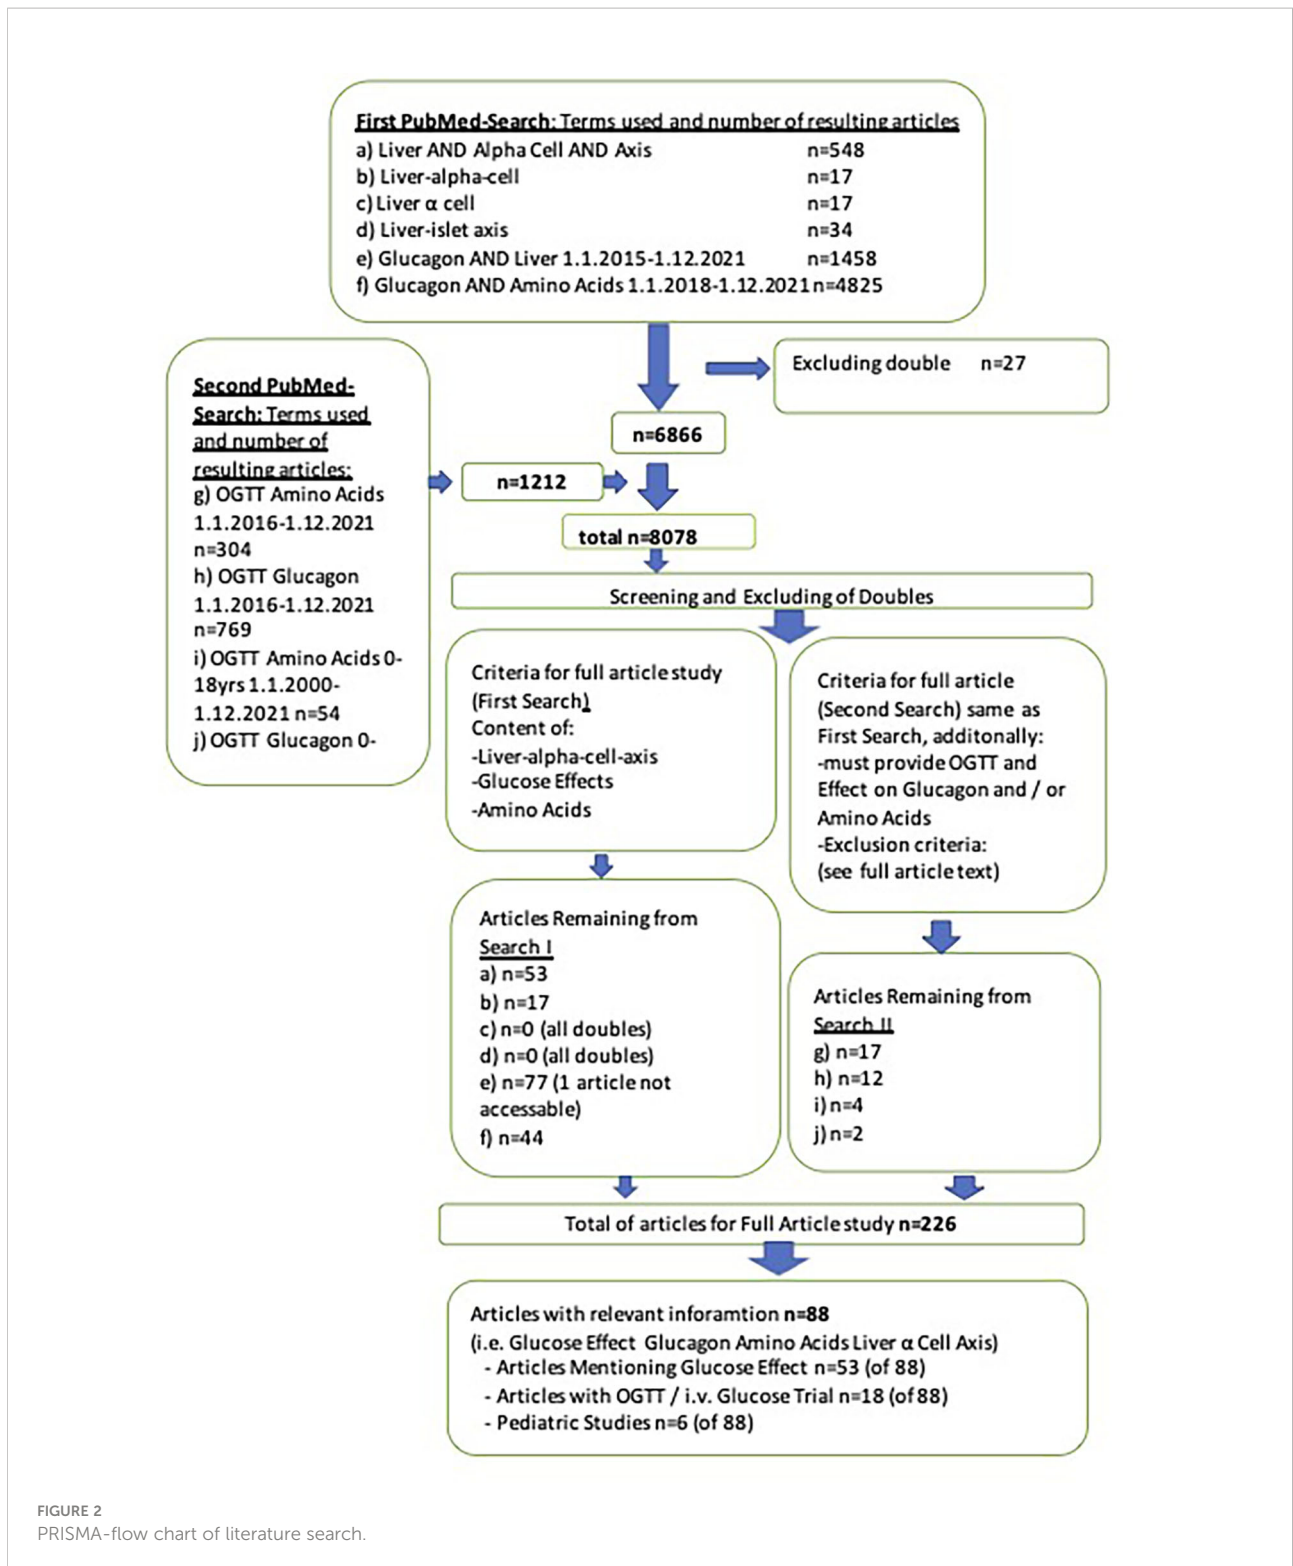 First PubMed-Search: Terms used and number of resulting articles
a) Liver AND Alpha Cell AND Axis n=548
b) Liver-alpha-cell n=17
c) Liver α cell n=17
d) Liver-islet axis n=34
e) Glucagon AND Liver 1.1.2015-1.12.2021 n=1458
f) Glucagon AND Amino Acids 1.1.2018-1.12.2021 n=4825
Excluding double n=27
n=6866
Second PubMed-
Search: Terms used
and number of
resulting articles:
g) OGTT Amino Acids
1.1.2016-1.12.2021
n=304
h) OGTT Glucagon
1.1.2016-1.12.2021
n=769
i) OGTT Amino Acids 0-
18yrs 1.1.2000-
1.12.2021 n=54
j) OGTT Glucagon 0-
n=1212
total n=8078
Screening and Excluding of Doubles
Criteria for full article study
(First Search)
Content of:
-Liver-alpha-cell-axis
-Glucose Effects
-Amino Acids
Criteria for full article
(Second Search) same as
First Search, additonally:
-must provide OGTT and
Effect on Glucagon and / or
Amino Acids
-Exclusion criteria:
(see full article text)
Articles Remaining from
Search I
a) n=53
b) n=17
c) n=0 (all doubles)
d) n=0 (all doubles)
e) n=77 (1 article not
accessable)
f) n=44
Articles Remaining from
Search II
g) n=17
h) n=12
i) n=4
j) n=2
Total of articles for Full Article study n=226
Articles with relevant inforamtion n=88
(i.e. Glucose Effect Glucagon Amino Acids Liver α Cell Axis)
- Articles Mentioning Glucose Effect n=53 (of 88)
- Articles with OGTT / i.v. Glucose Trial n=18 (of 88)
- Pediatric Studies n=6 (of 88)
FIGURE 2
PRISMA-flow chart of literature search.